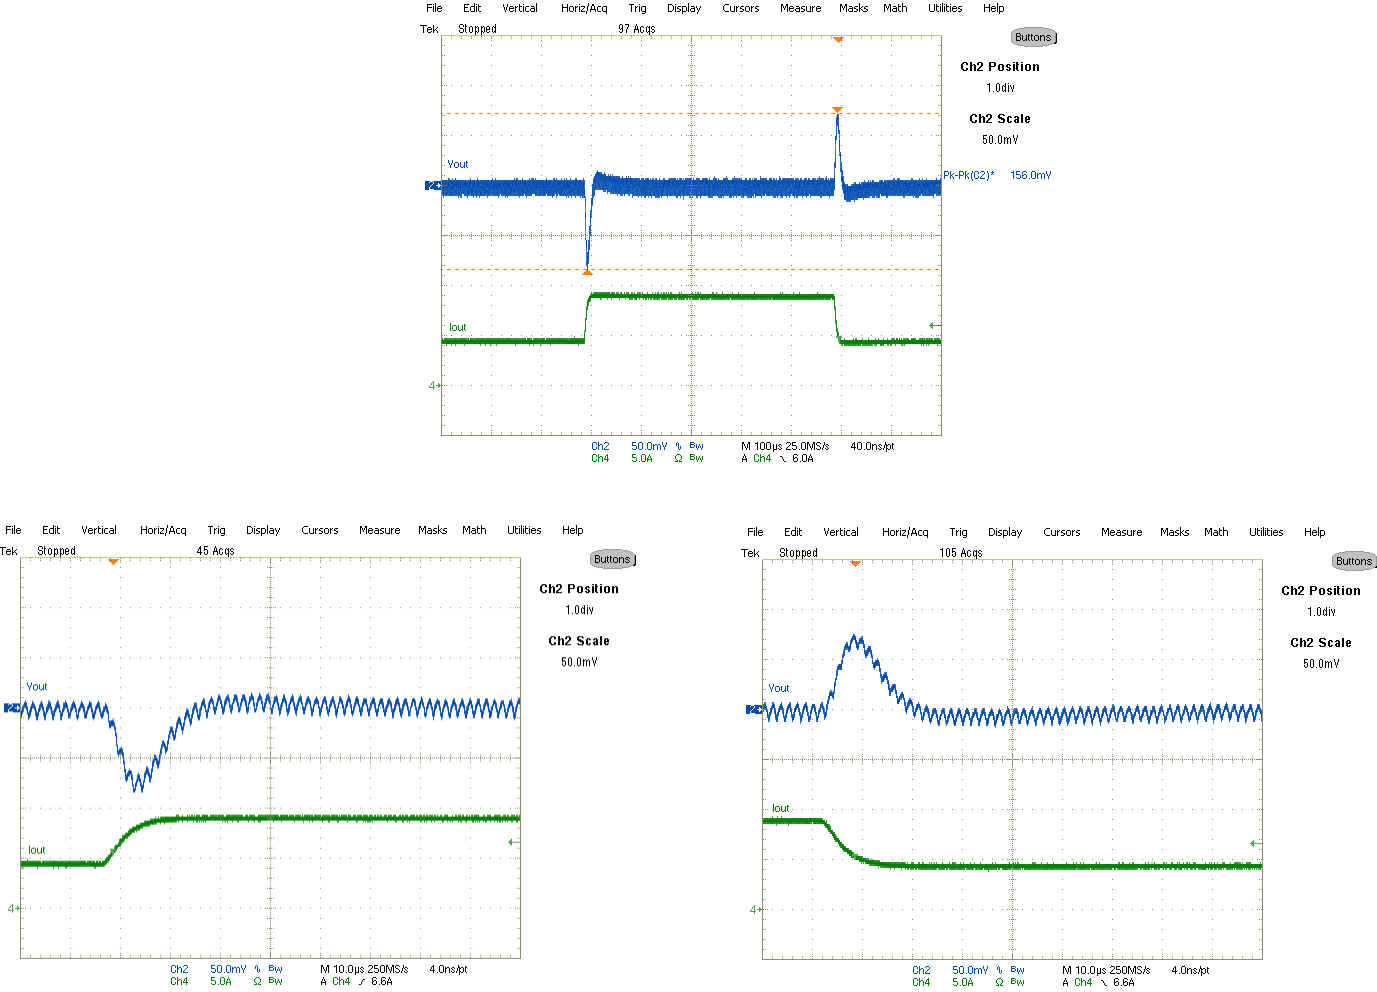 File Edit Vertical Horiz/Acq Trig Display Cursors Measure Masks Math Utilities Help
Tek Stopped 97 Acqs
Buttons
Ch2 Position
1.0div
Ch2 Scale
50.0mV
Vout
2
Pk-Pk(C2)* 156.0mV
Iout
4
Ch2 50.0mV % Bw M 100µs 25.0MS/s 40.0ns/pt
Ch4 5.0A Ω Bw A Ch4 6.0A
File Edit Vertical Horiz/Acq Trig Display Cursors Measure Masks Math Utilities Help
Tek Stopped 45 Acqs
Buttons
Ch2 Position
1.0div
Ch2 Scale
50.0mV
Vout
2
Iout
4
Ch2 50.0mV % Bw M 10.0µs 250MS/s 4.0ns/pt
Ch4 5.0A Ω Bw A Ch4 6.6A
File Edit Vertical Horiz/Acq Trig Display Cursors Measure Masks Math Utilities Help
Tek Stopped 105 Acqs
Buttons
Ch2 Position
1.0div
Ch2 Scale
50.0mV
Vout
2
Iout
4
Ch2 50.0mV % Bw M 10.0µs 250MS/s 4.0ns/pt
Ch4 5.0A Ω Bw A Ch4 6.6A